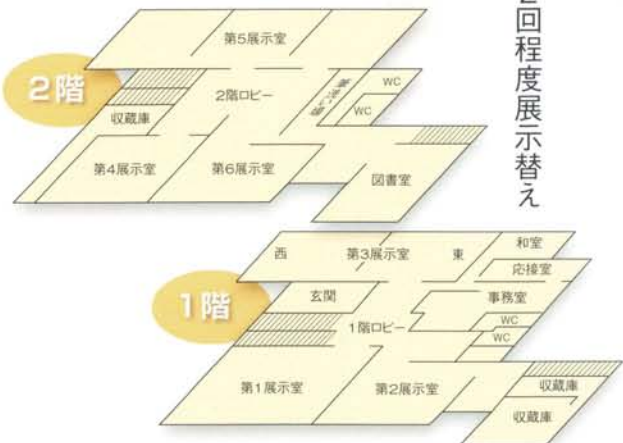 回程度展示替え
2階
第5展示室
2階ロビー
WC
WC
収蔵庫
第4展示室
第6展示室
図書室
1階
西
第3展示室
東
和室
応接室
玄関
事務室
1階ロビー
WC
WC
第1展示室
第2展示室
収蔵庫
収蔵庫